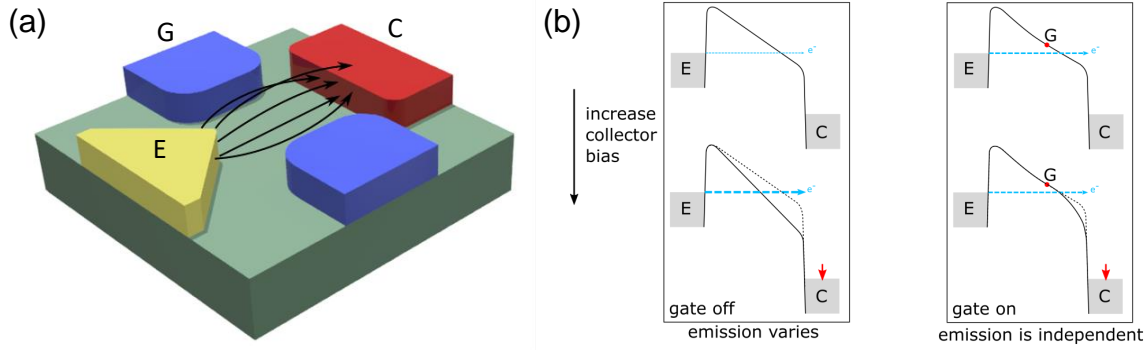 (a)
G
C
E
(b)
E
e⁻
C
G
E
e⁻
C
increase
collector
bias
E
e⁻
C
gate off
emission varies
G
E
e⁻
C
gate on
emission is independent